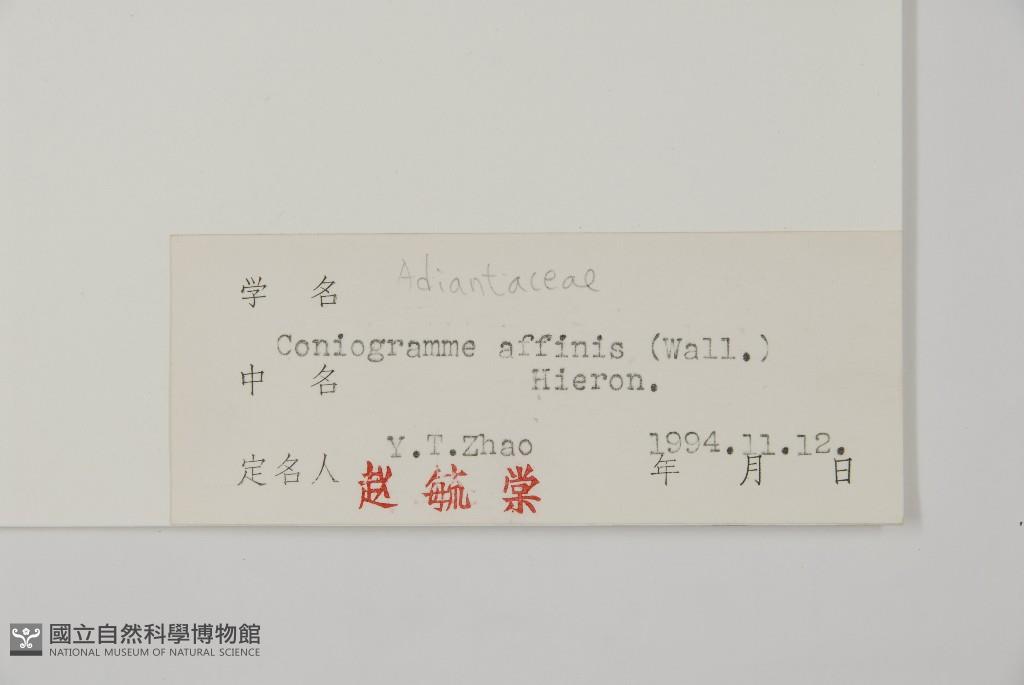 学 名 Adiantaceae
Coniogramme affinis (Wall.)
中 名 Hieron.
Y.T.Zhao 1994.11.12.
定名人 赵毓棠 年 月 日
國立自然科學博物館
NATIONAL MUSEUM OF NATURAL SCIENCE